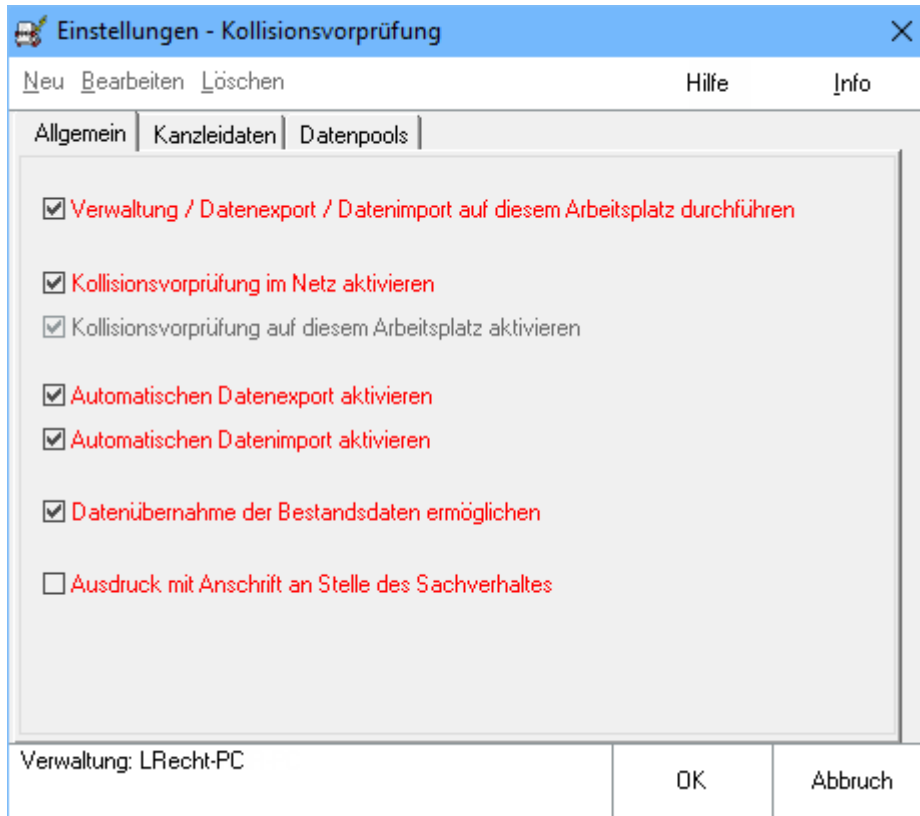 Einstellungen - Kollisionsvorprüfung
Neu Bearbeiten Löschen Hilfe Info
Allgemein Kanzleidaten Datenpools
Verwaltung / Datenexport / Datenimport auf diesem Arbeitsplatz durchführen
Kollisionsvorprüfung im Netz aktivieren
Kollisionsvorprüfung auf diesem Arbeitsplatz aktivieren
Automatischen Datenexport aktivieren
Automatischen Datenimport aktivieren
Datenübernahme der Bestandsdaten ermöglichen
Ausdruck mit Anschrift an Stelle des Sachverhaltes
Verwaltung: LRecht-PC
OK Abbruch